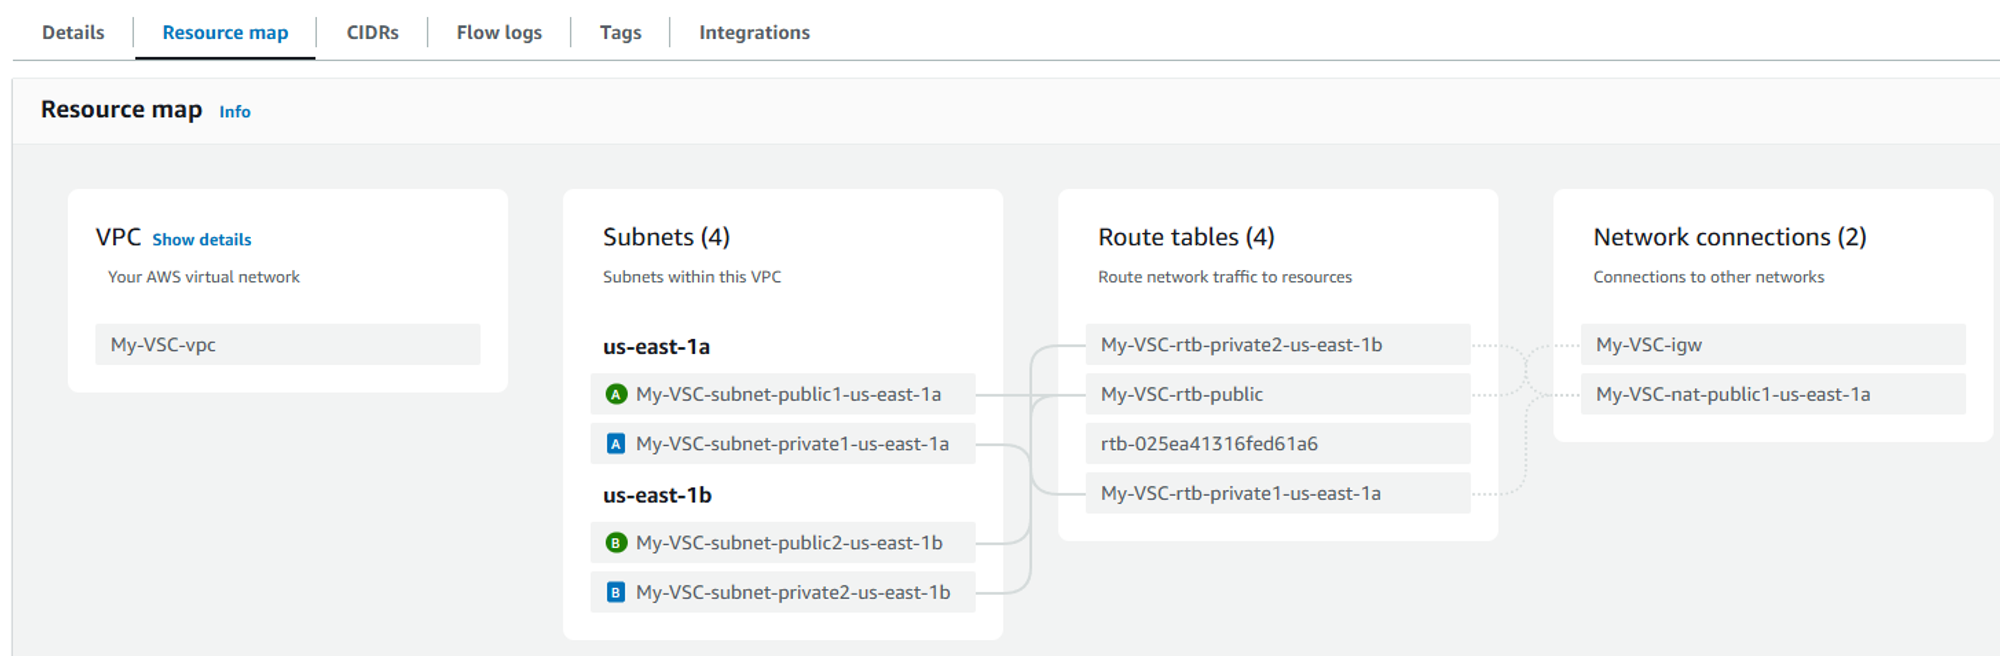 Details
Resource map
CIDRs
Flow logs
Tags
Integrations
Resource map Info
VPC Show details
Your AWS virtual network
My-VSC-vpc
Subnets (4)
Subnets within this VPC
us-east-1a
A My-VSC-subnet-public1-us-east-1a
A My-VSC-subnet-private1-us-east-1a
us-east-1b
B My-VSC-subnet-public2-us-east-1b
B My-VSC-subnet-private2-us-east-1b
Route tables (4)
Route network traffic to resources
My-VSC-rtb-private2-us-east-1b
My-VSC-rtb-public
rtb-025ea41316fed61a6
My-VSC-rtb-private1-us-east-1a
Network connections (2)
Connections to other networks
My-VSC-igw
My-VSC-nat-public1-us-east-1a